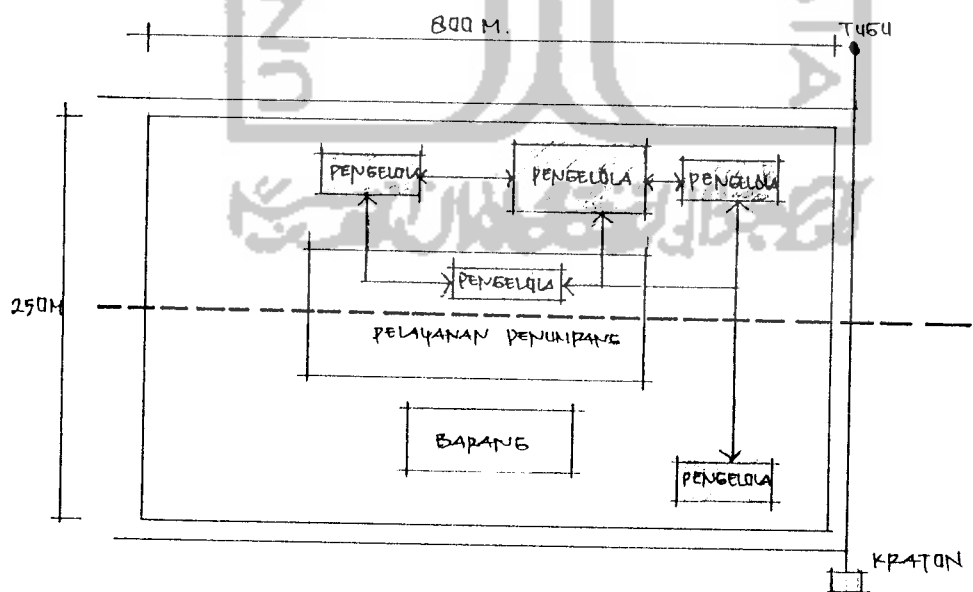 800 M.
TUGU
PENGELOLA
PENGELOLA
PENGELOLA
PENGELOLA
250M
PELAYANAN PENUMPANG
BARANG
PENGELOLA
KRATON